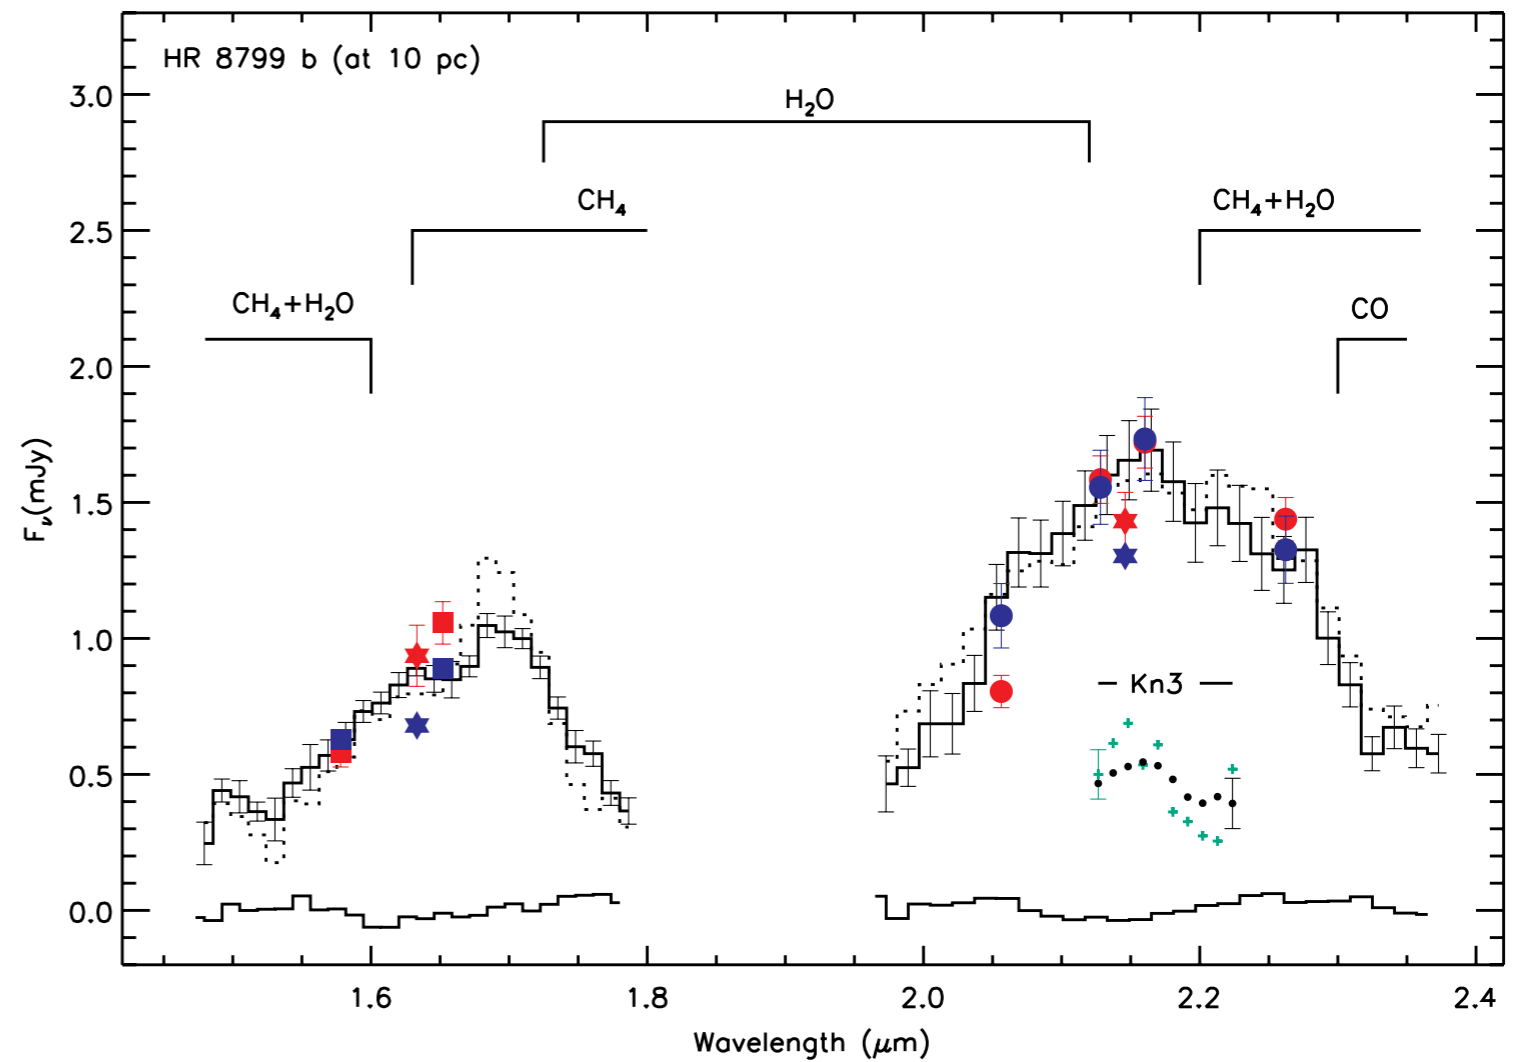 HR 8799 b (at 10 pc)
3.0
H₂O
CH₄
CH₄+H₂O
2.5
CH₄+H₂O
CO
2.0
Fν(mJy)
1.5
1.0
Kn3
0.5
0.0
1.6 1.8 2.0 2.2 2.4
Wavelength (μm)